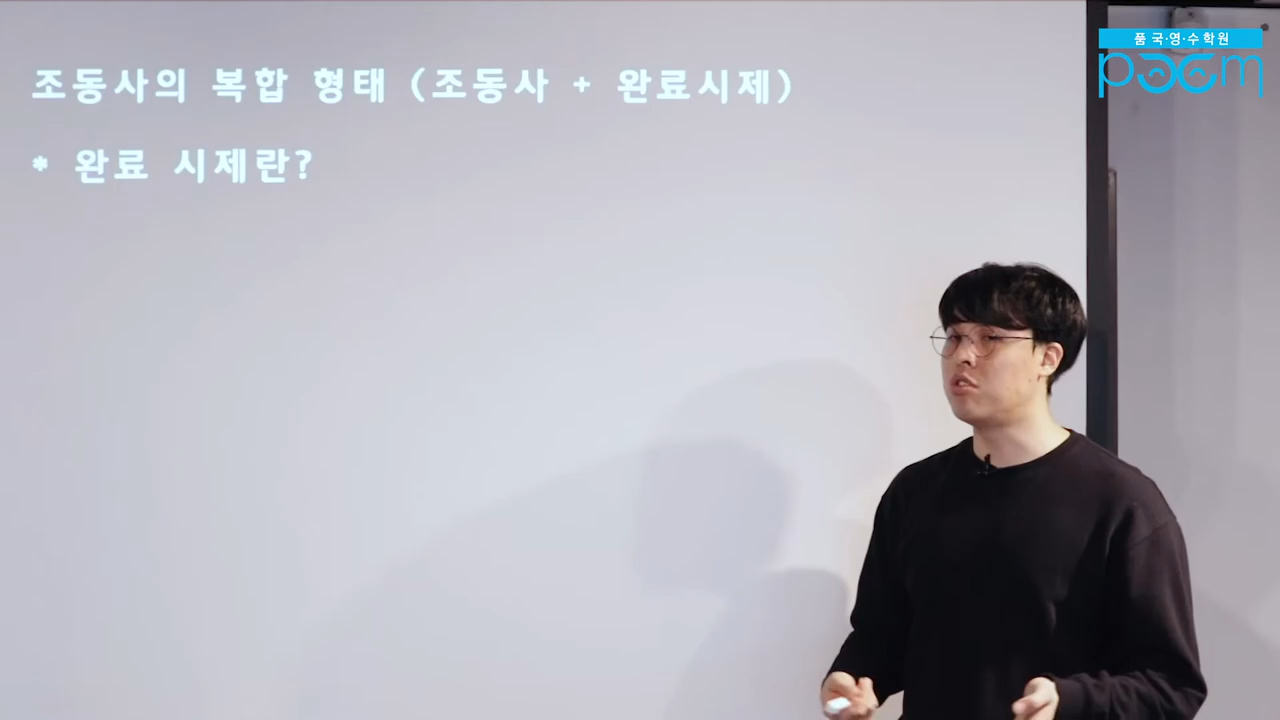 조동사의 복합 형태 (조동사 + 완료시제)
* 완료 시제란?
품 국·영·수 학원
poem